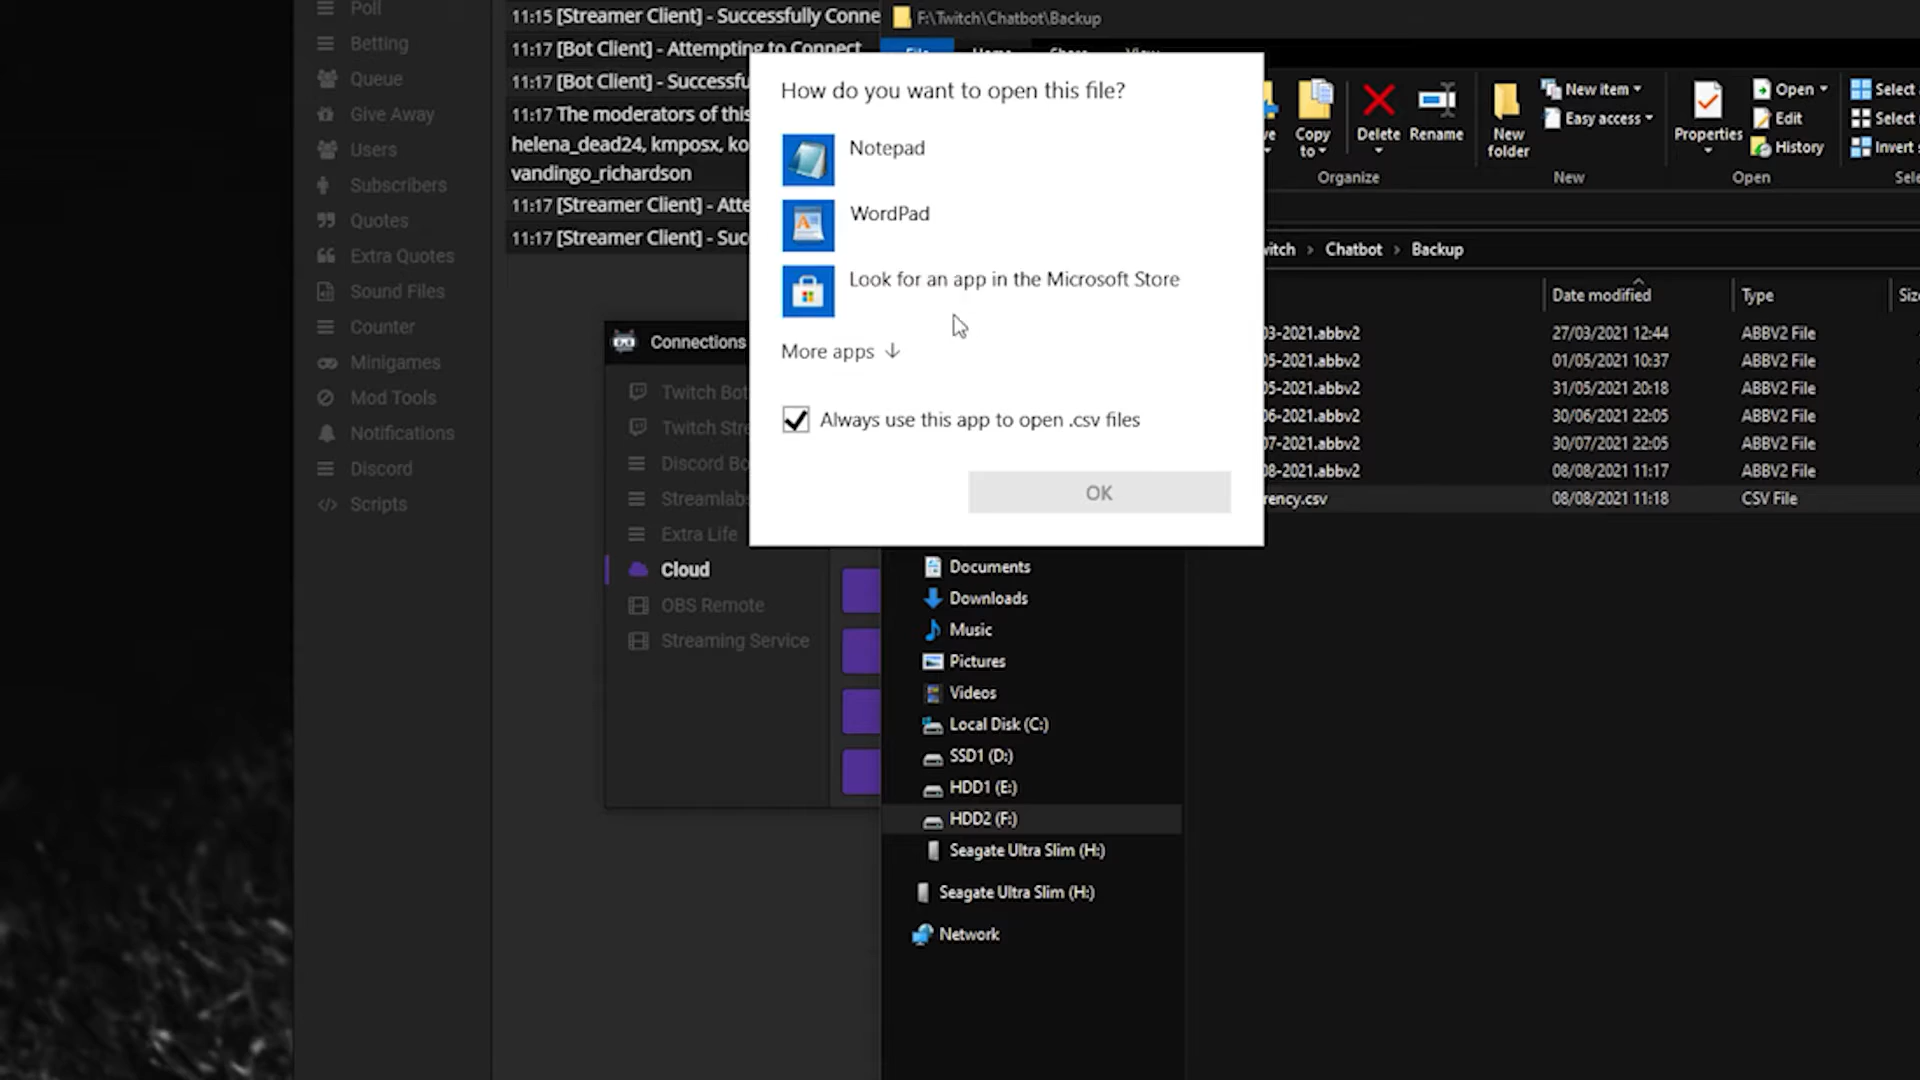 Poll
Betting
Queue
Give Away
Users
Subscribers
Quotes
Extra Quotes
Sound Files
Counter
Minigames
Mod Tools
Notifications
Discord
Scripts
11:15 [Streamer Client] - Successfully Conne
11:17 [Bot Client] - Attempting to Connect
11:17 [Bot Client] - Successfu
11:17 The moderators of this
helena_dead24, kmposx, ko
vandingo_richardson
11:17 [Streamer Client] - Atte
11:17 [Streamer Client] - Suc
Connections
Twitch Bot
Twitch Stre
Discord Bo
Streamlabs
Extra Life
Cloud
OBS Remote
Streaming Service
F:\Twitch\Chatbot\Backup
File Home Share View
How do you want to open this file?
Notepad
WordPad
Look for an app in the Microsoft Store
More apps
Always use this app to open .csv files
OK
Copy to
Delete
Rename
Organize
New folder
New item
Easy access
New
Properties
Open
Edit
History
Open
Select
Select
Invert
witch > Chatbot > Backup
Date modified Type
03-2021.abbv2 27/03/2021 12:44 ABBV2 File
05-2021.abbv2 01/05/2021 10:37 ABBV2 File
05-2021.abbv2 31/05/2021 20:18 ABBV2 File
06-2021.abbv2 30/06/2021 22:05 ABBV2 File
07-2021.abbv2 30/07/2021 22:05 ABBV2 File
08-2021.abbv2 08/08/2021 11:17 ABBV2 File
rency.csv 08/08/2021 11:18 CSV File
Documents
Downloads
Music
Pictures
Videos
Local Disk (C:)
SSD1 (D:)
HDD1 (E:)
HDD2 (F:)
Seagate Ultra Slim (H:)
Seagate Ultra Slim (H:)
Network